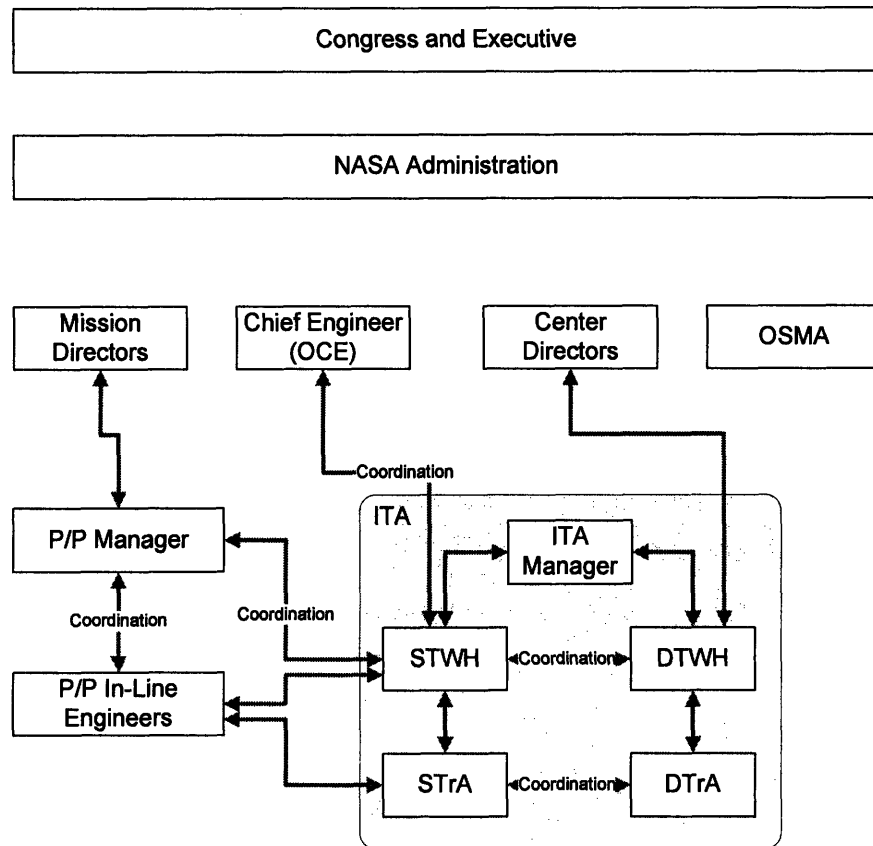 Congress and Executive
NASA Administration
Mission
Directors
Chief Engineer
(OCE)
Center
Directors
OSMA
Coordination
ITA
P/P Manager
ITA
Manager
Coordination
Coordination
STWH
Coordination
DTWH
P/P In-Line
Engineers
STrA
Coordination
DTrA